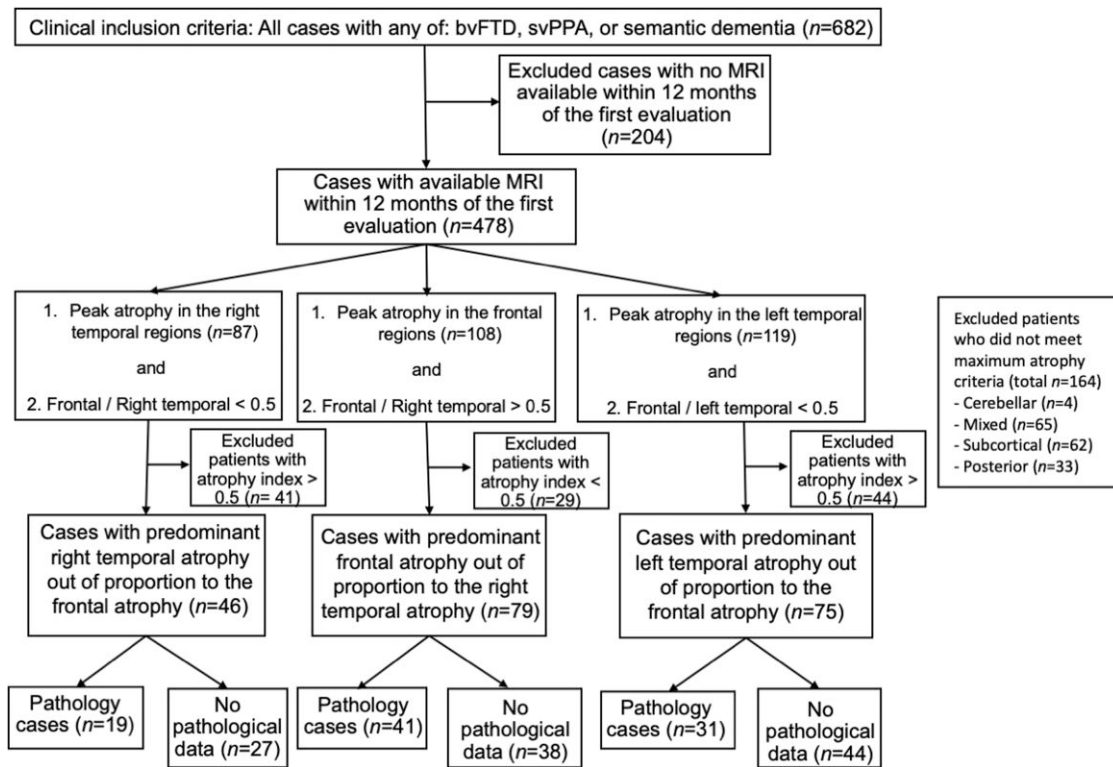 Clinical inclusion criteria: All cases with any of: bvFTD, svPPA, or semantic dementia (n=682)
Excluded cases with no MRI
available within 12 months
of the first evaluation
(n=204)
Cases with available MRI
within 12 months of the first
evaluation (n=478)
1. Peak atrophy in the right
temporal regions (n=87)
and
2. Frontal / Right temporal < 0.5
1. Peak atrophy in the frontal
regions (n=108)
and
2. Frontal / Right temporal > 0.5
1. Peak atrophy in the left temporal
regions (n=119)
and
2. Frontal / left temporal < 0.5
Excluded patients
who did not meet
maximum atrophy
criteria (total n=164)
- Cerebellar (n=4)
- Mixed (n=65)
- Subcortical (n=62)
- Posterior (n=33)
Excluded
patients with
atrophy index >
0.5 (n= 41)
Excluded
patients with
atrophy index
< 0.5 (n=29)
Excluded
patients with
atrophy index >
0.5 (n=44)
Cases with predominant
right temporal atrophy
out of proportion to the
frontal atrophy (n=46)
Cases with predominant
frontal atrophy out of
proportion to the right
temporal atrophy (n=79)
Cases with predominant
left temporal atrophy out
of proportion to the
frontal atrophy (n=75)
Pathology
cases (n=19)
No
pathological
data (n=27)
Pathology
cases (n=41)
No
pathological
data (n=38)
Pathology
cases (n=31)
No
pathological
data (n=44)